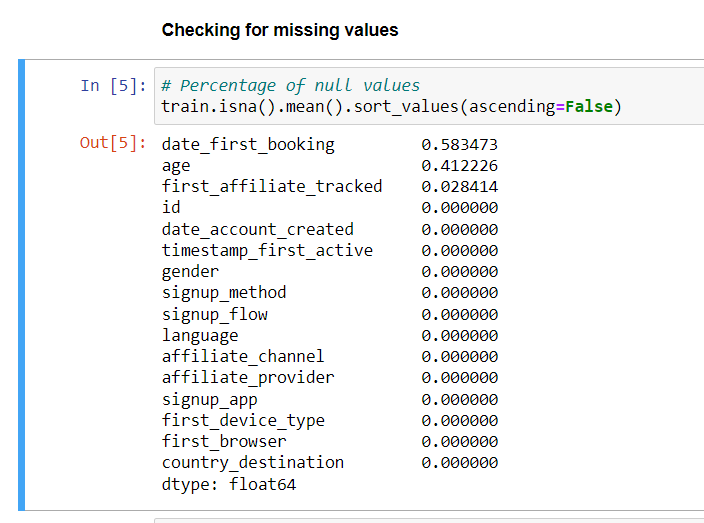 Checking for missing values
In [5]: # Percentage of null values
train.isna().mean().sort_values(ascending=False)
Out[5]: date_first_booking 0.583473
age 0.412226
first_affiliate_tracked 0.028414
id 0.000000
date_account_created 0.000000
timestamp_first_active 0.000000
gender 0.000000
signup_method 0.000000
signup_flow 0.000000
language 0.000000
affiliate_channel 0.000000
affiliate_provider 0.000000
signup_app 0.000000
first_device_type 0.000000
first_browser 0.000000
country_destination 0.000000
dtype: float64